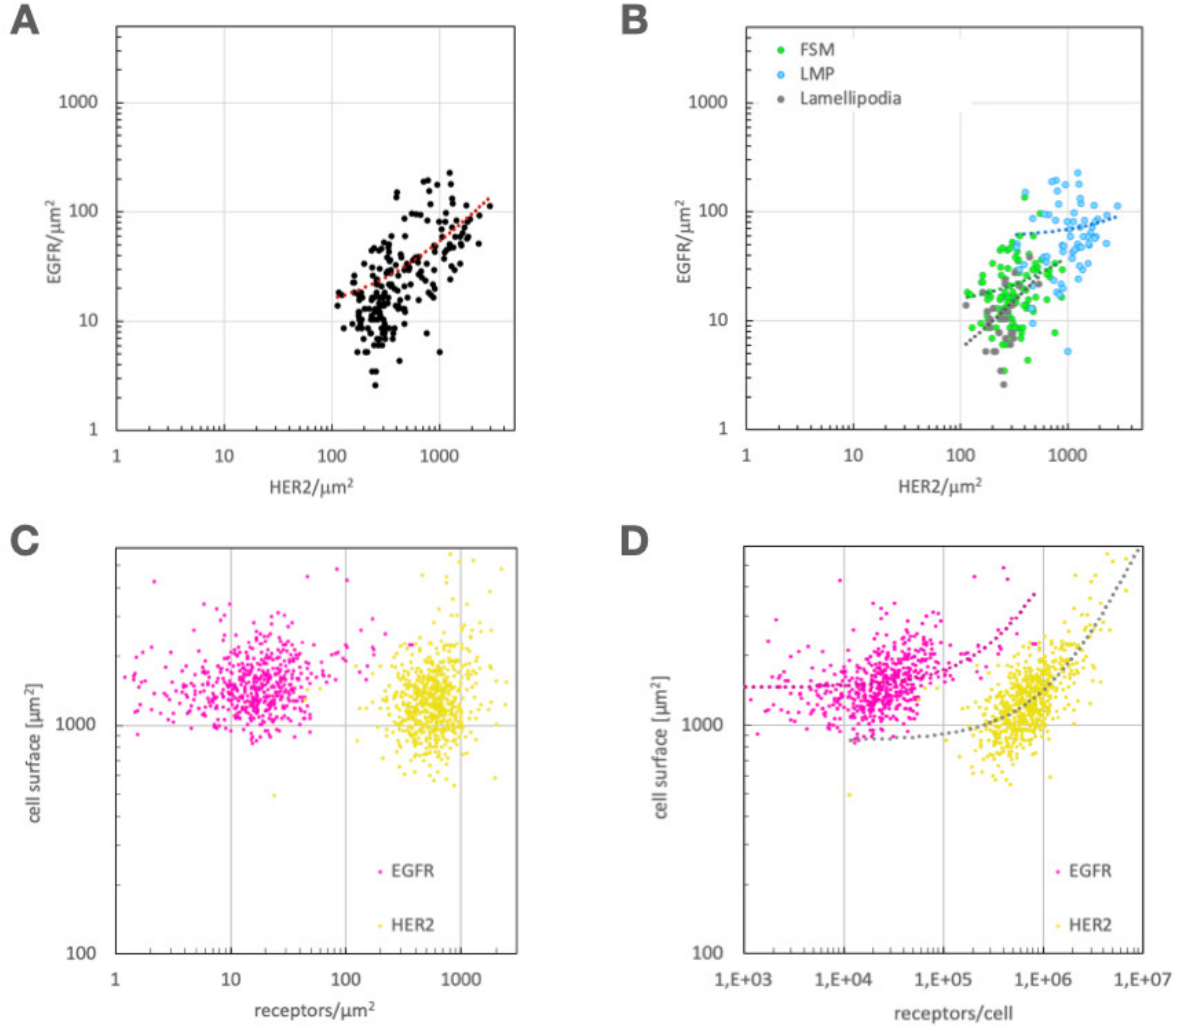 A
1000
100
10
1
EGFR/μm²
1
10
100
1000
HER2/μm²
B
FSM
LMP
Lamellipodia
1000
100
10
1
EGFR/μm²
1
10
100
1000
HER2/μm²
C
1000
100
cell surface [μm²]
EGFR
HER2
1
10
100
1000
receptors/μm²
D
1000
100
cell surface [μm²]
EGFR
HER2
1,E+03
1,E+04
1,E+05
1,E+06
1,E+07
receptors/cell